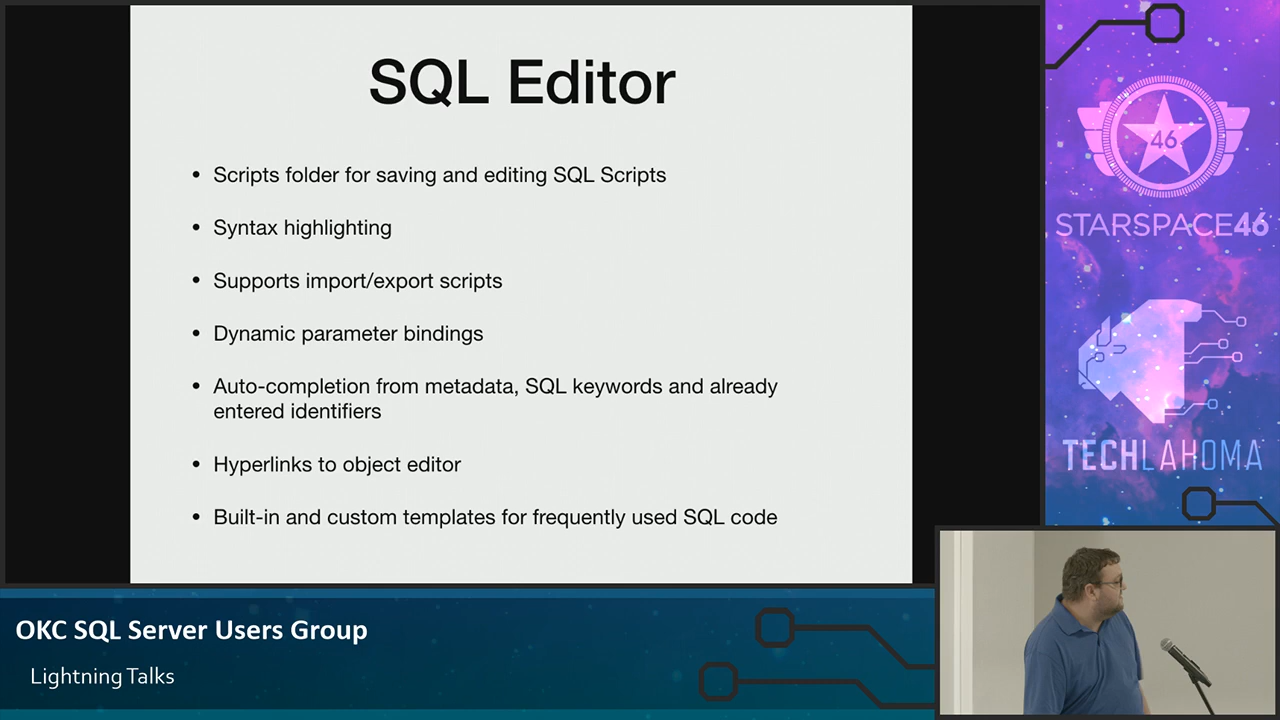 SQL Editor
• Scripts folder for saving and editing SQL Scripts
• Syntax highlighting
• Supports import/export scripts
• Dynamic parameter bindings
• Auto-completion from metadata, SQL keywords and already
entered identifiers
• Hyperlinks to object editor
• Built-in and custom templates for frequently used SQL code
46
STARSPACE46
TECHLAHOMA
OKC SQL Server Users Group
Lightning Talks